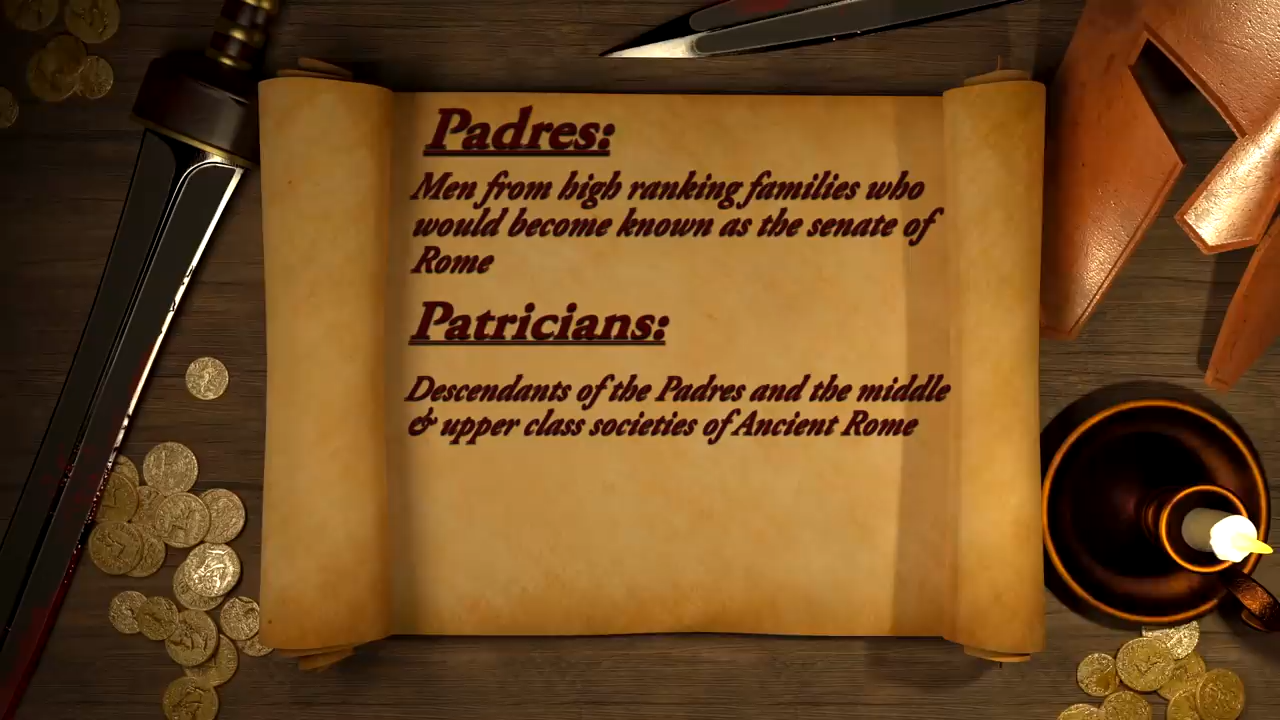 Padres:
Men from high ranking families who
would become known as the senate of
Rome
Patricians:
Descendants of the Padres and the middle
& upper class societies of Ancient Rome